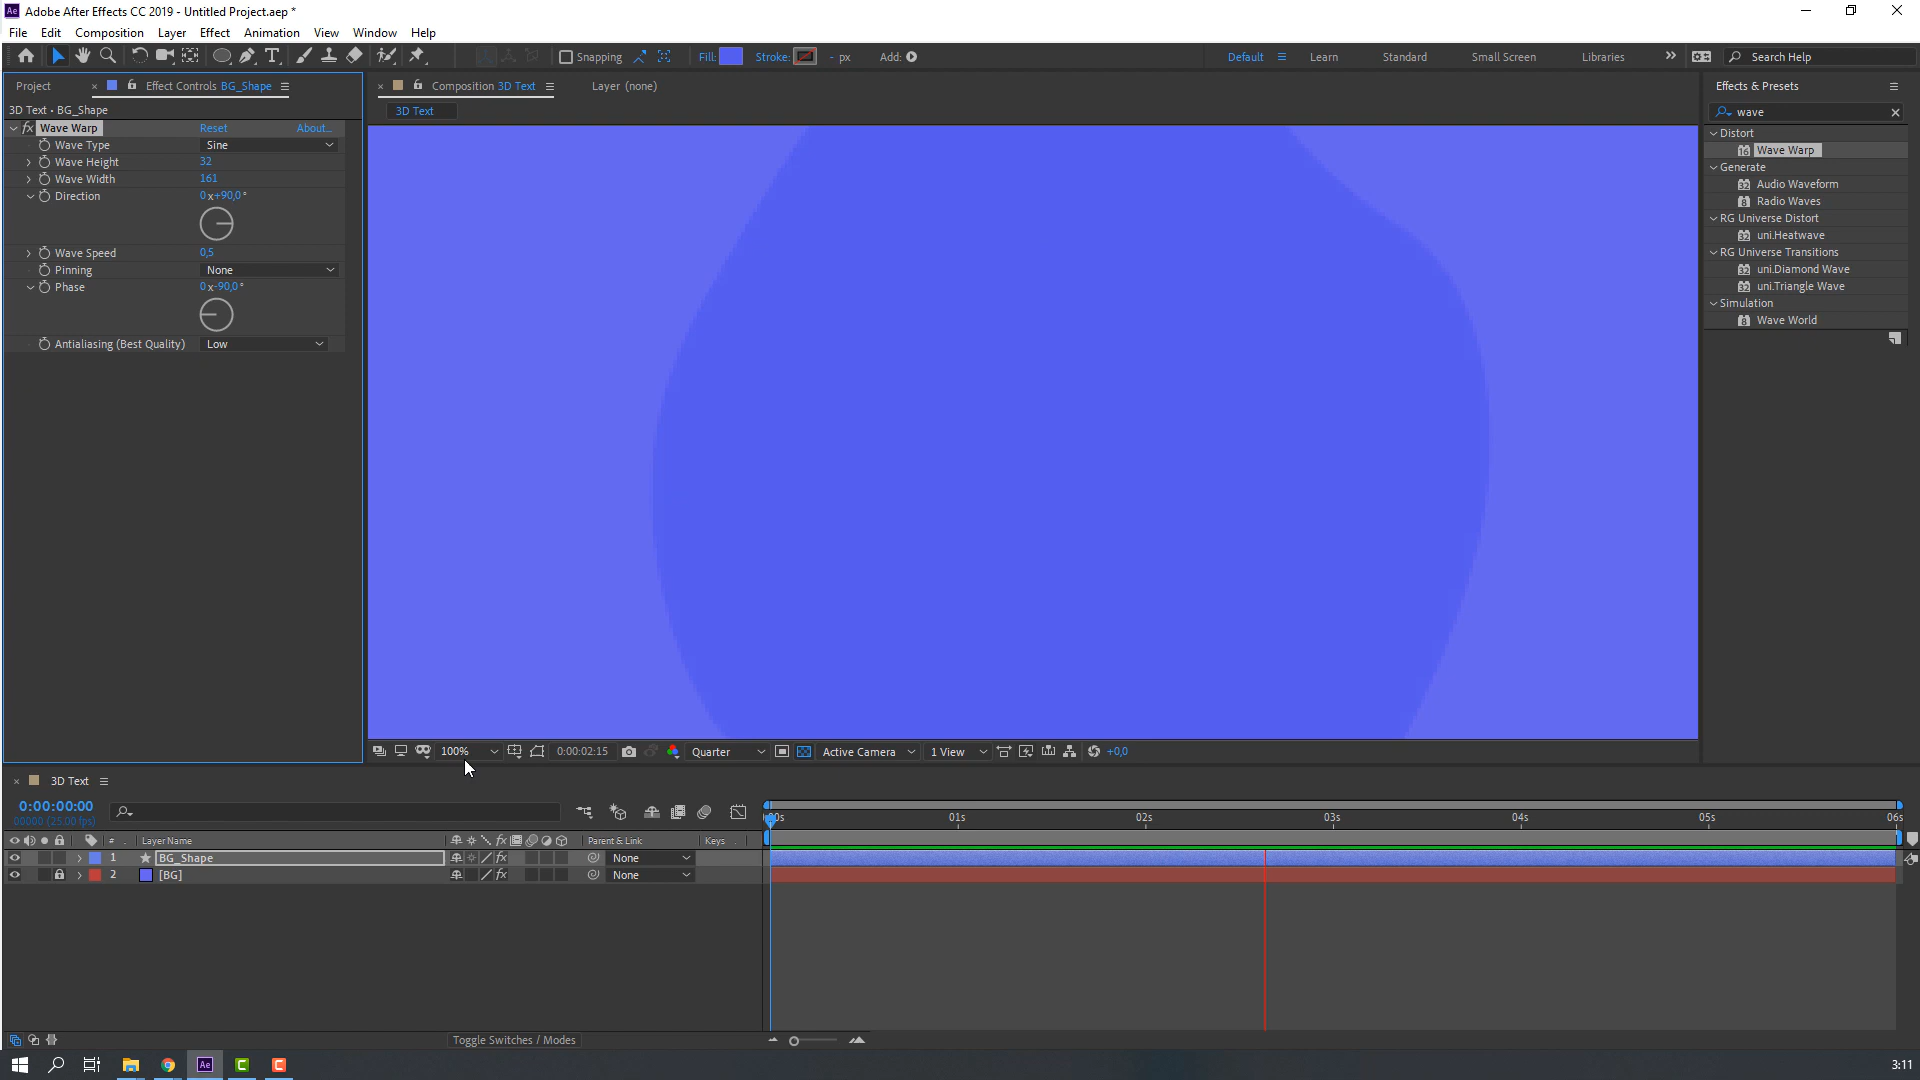 Adobe After Effects CC 2019 - Untitled Project.aep *
File Edit Composition Layer Effect Animation View Window Help
Snapping Fill: Stroke: - px Add: Default Learn Standard Small Screen Libraries Search Help
Project Effect Controls BG_Shape
3D Text • BG_Shape
fx Wave Warp Reset About...
Wave Type Sine
Wave Height 32
Wave Width 161
Direction 0x+90,0°
Wave Speed 0,5
Pinning None
Phase 0x-90,0°
Antialiasing (Best Quality) Low
Composition 3D Text Layer (none)
3D Text
100% 0:00:02:15 Quarter Active Camera 1 View +0,0
Effects & Presets
wave
Distort
Wave Warp
Generate
Audio Waveform
Radio Waves
RG Universe Distort
uni.Heatwave
RG Universe Transitions
uni.Diamond Wave
uni.Triangle Wave
Simulation
Wave World
3D Text
0:00:00:00
00000 (25.00 fps)
01s 02s 03s 04s 05s 06s
# Layer Name Parent & Link Keys
1 BG_Shape fx None
2 [BG] fx None
Toggle Switches / Modes
Ae
3:11